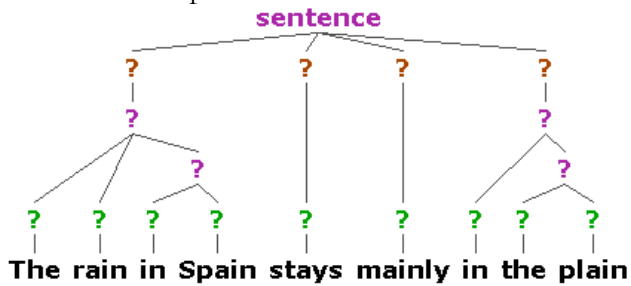 sentence
? ? ? ?
? ?
? ?
? ? ? ? ? ? ? ? ?
The rain in Spain stays mainly in the plain